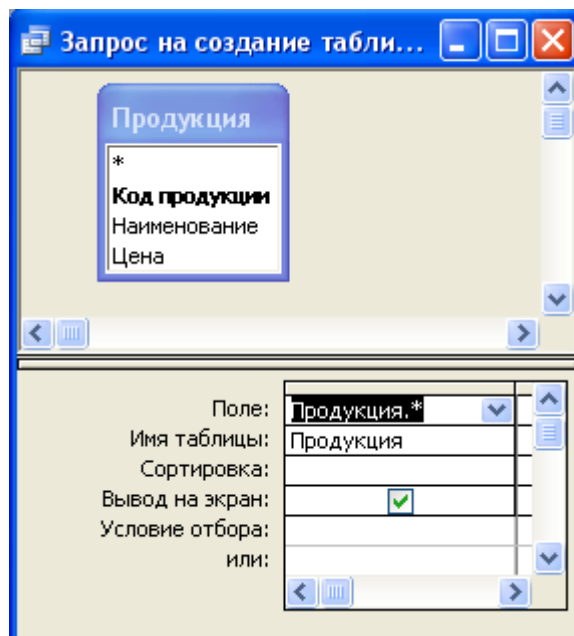 Запрос на создание табли...
Продукция
*
Код продукции
Наименование
Цена
Поле: Продукция.*
Имя таблицы: Продукция
Сортировка:
Вывод на экран:
Условие отбора:
или: